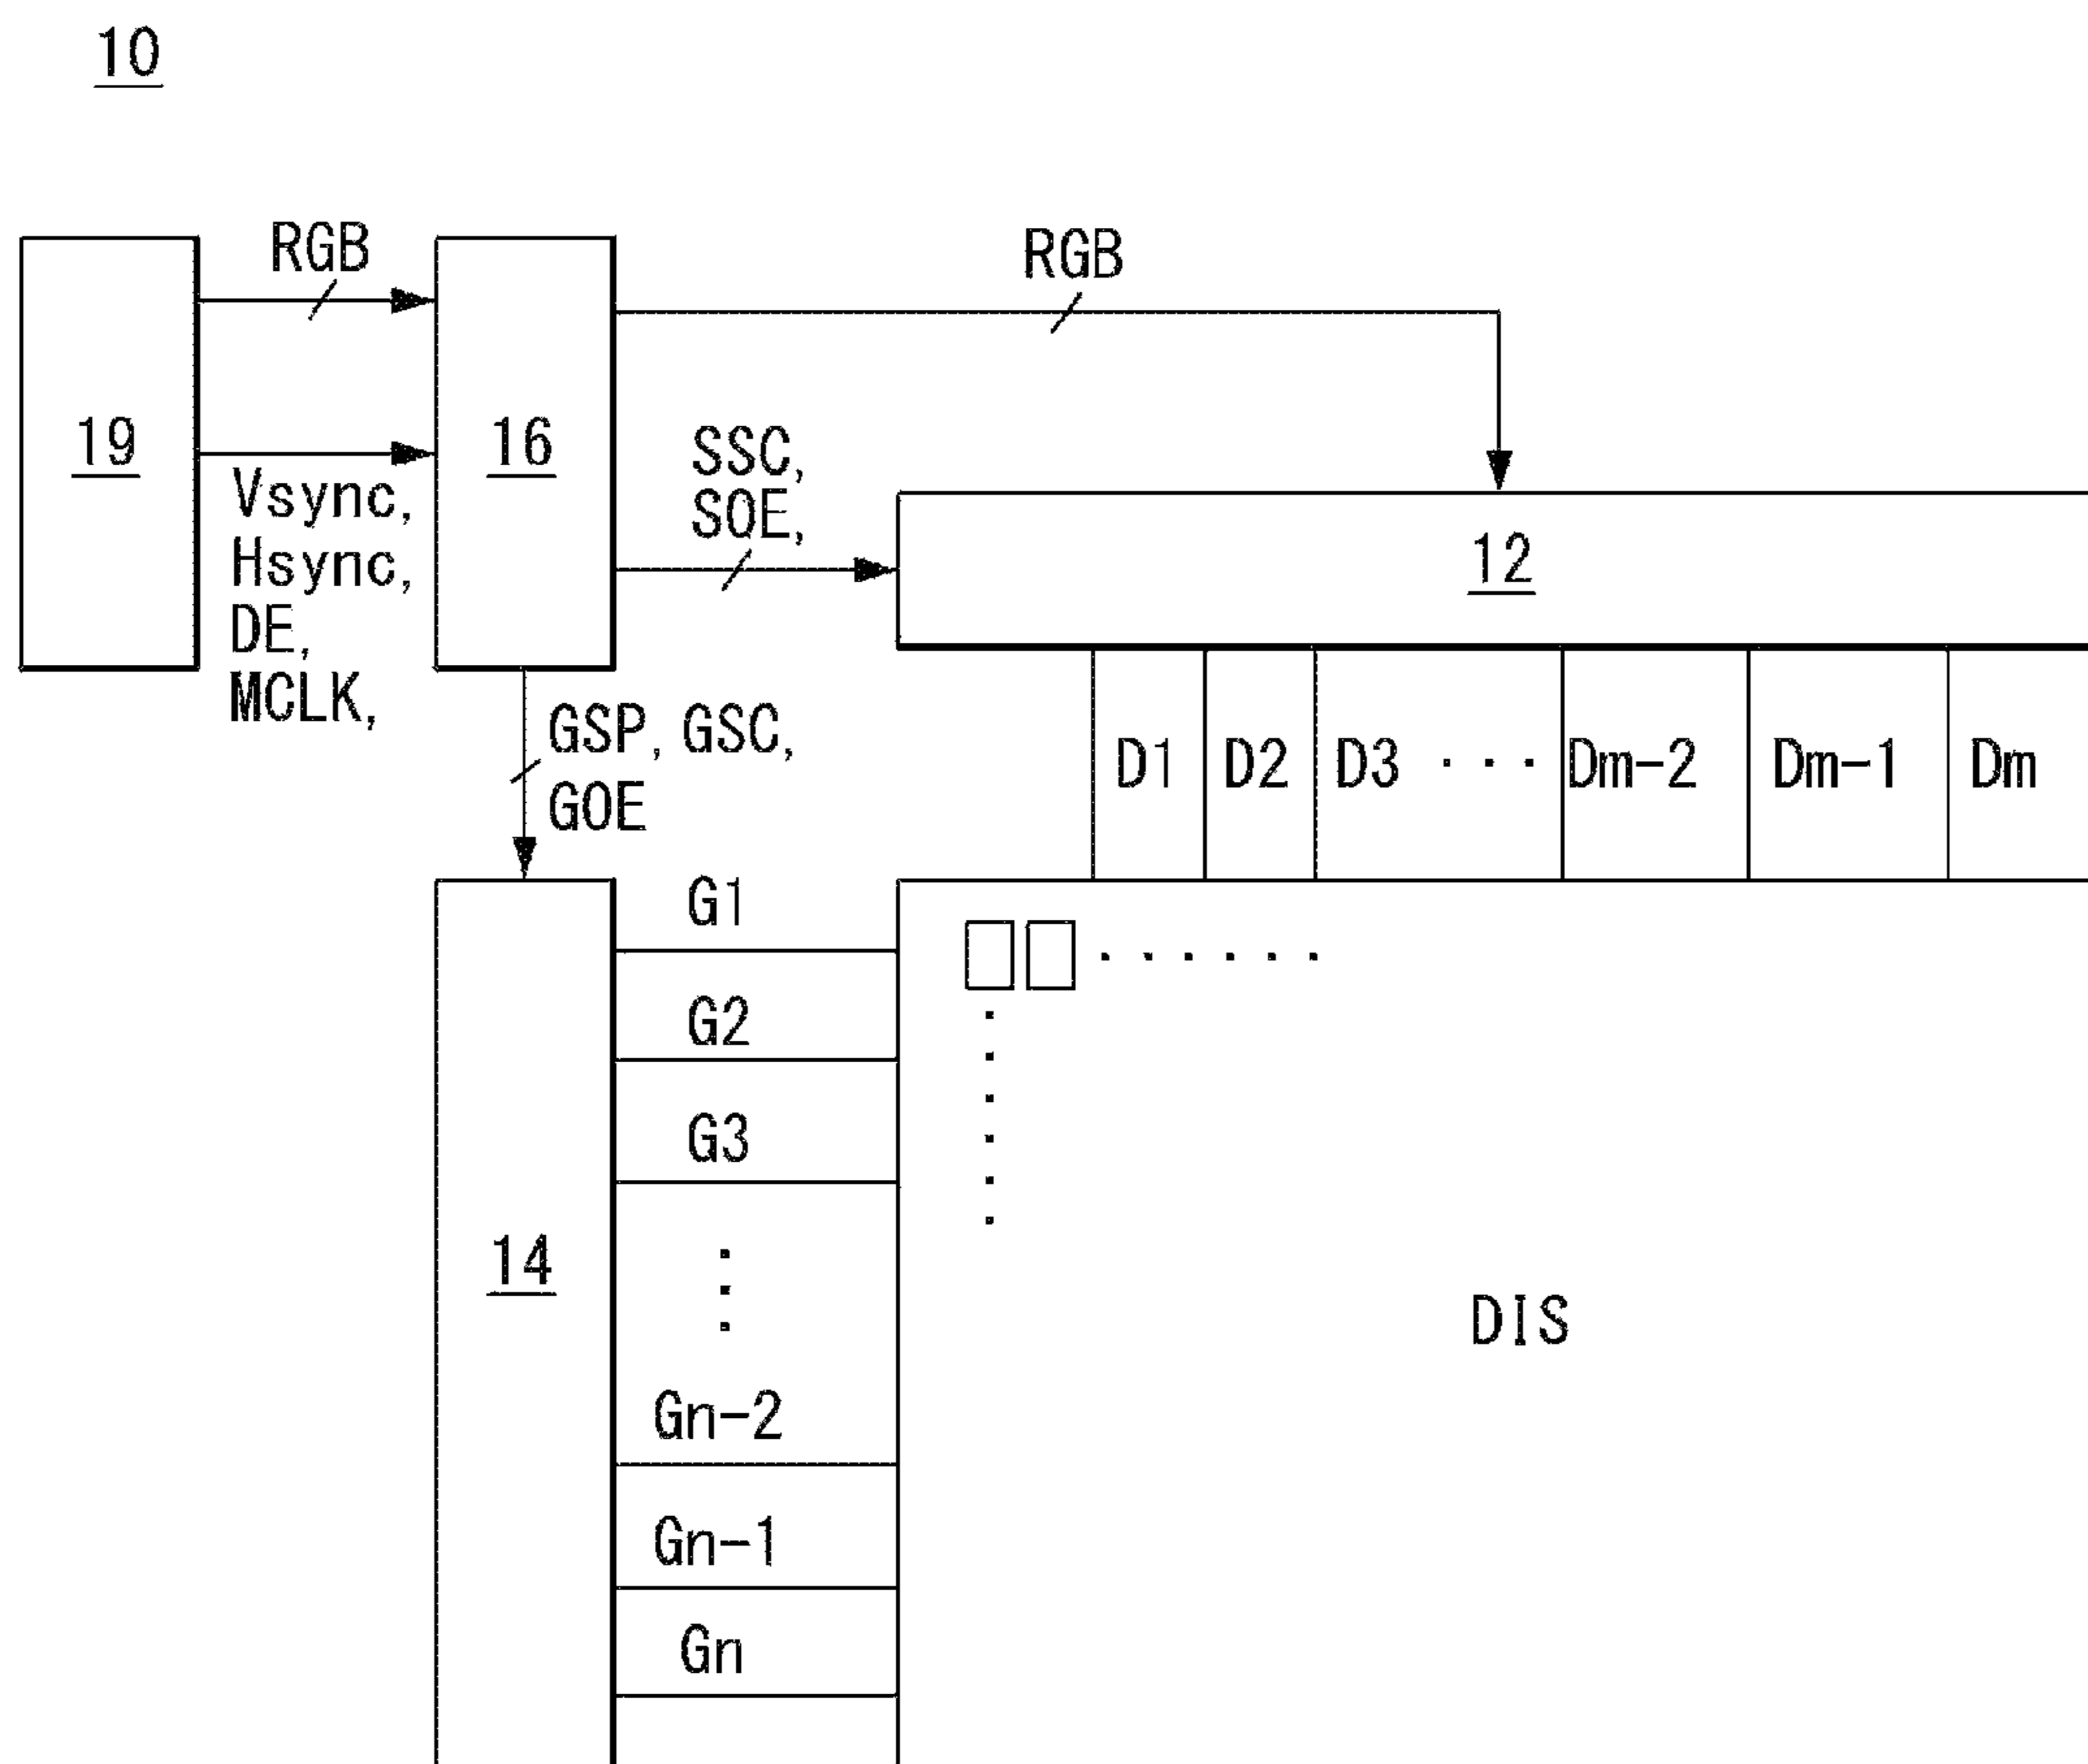 10
RGB
RGB
19
16
SSC,
SOE,
Vsync,
Hsync,
DE,
MCLK,
12
GSP, GSC,
GOE
D1 D2 D3 ··· Dm-2 Dm-1 Dm
G1
G2
G3
14
DIS
Gn-2
Gn-1
Gn